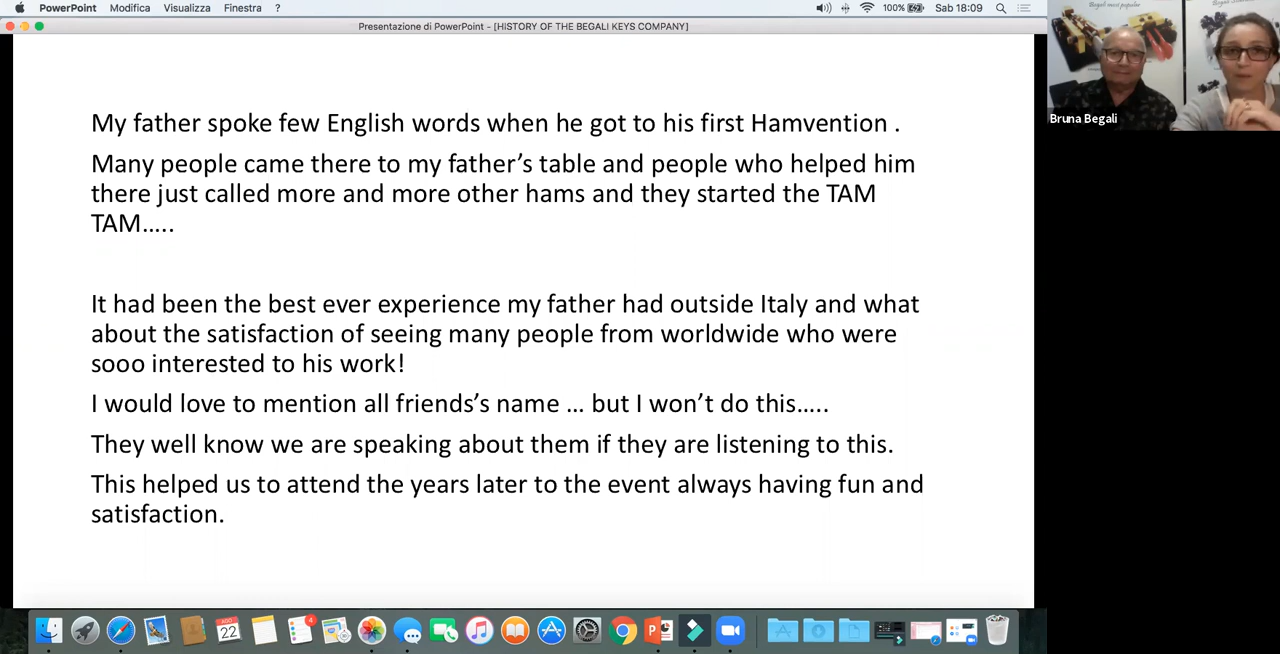 PowerPoint Modifica Visualizza Finestra ? 100% Sab 18:09
Presentazione di PowerPoint - [HISTORY OF THE BEGALI KEYS COMPANY]
My father spoke few English words when he got to his first Hamvention .
Many people came there to my father’s table and people who helped him
there just called more and more other hams and they started the TAM
TAM…..
It had been the best ever experience my father had outside Italy and what
about the satisfaction of seeing many people from worldwide who were
sooo interested to his work!
I would love to mention all friends’s name … but I won’t do this…..
They well know we are speaking about them if they are listening to this.
This helped us to attend the years later to the event always having fun and
satisfaction.
Bruna Begali
AGO
22
4